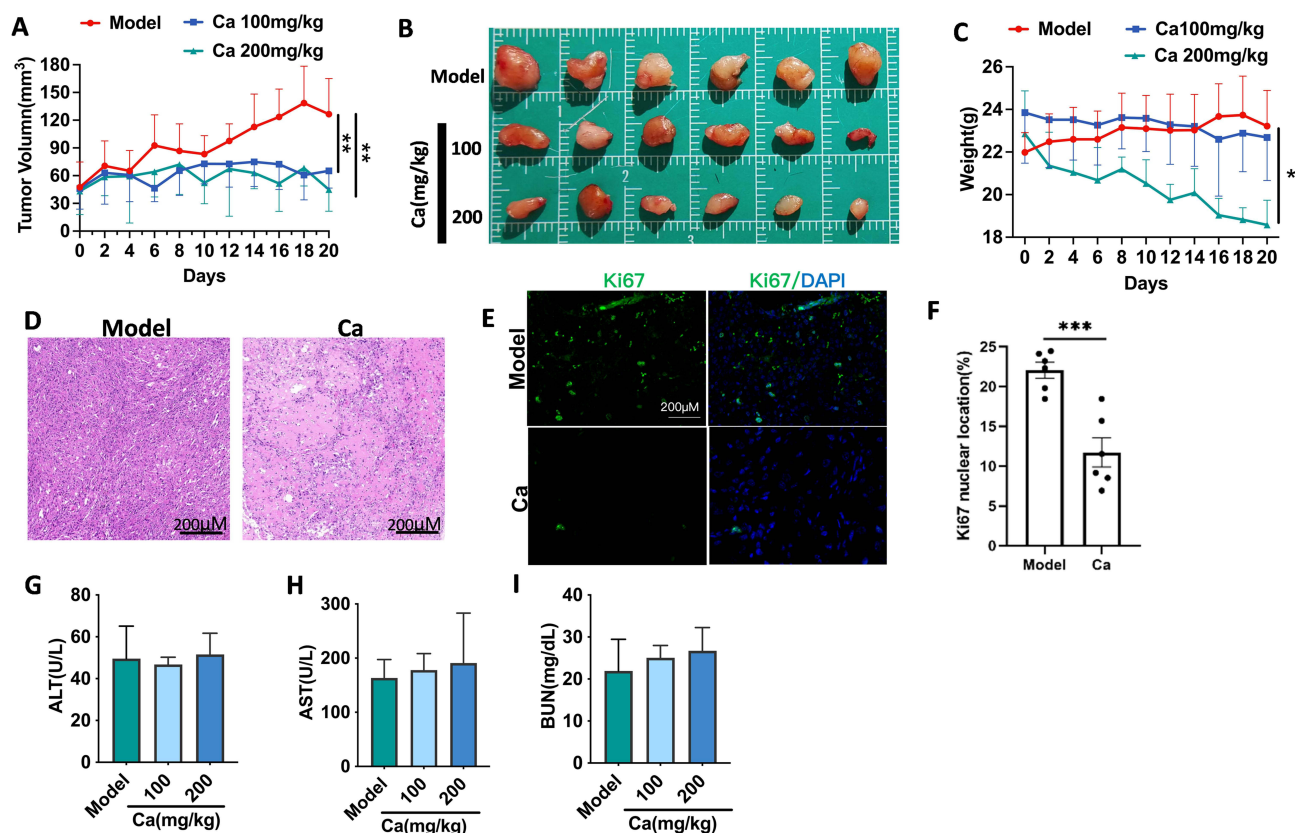 A
Model
Ca 100mg/kg
Ca 200mg/kg
Tumor Volumn(mm³)
180
150
120
90
60
30
0
0 2 4 6 8 10 12 14 16 18 20
Days
**
**
B
Model
Ca(mg/kg)
100
200
1
2
3
C
Model
Ca100mg/kg
Ca 200mg/kg
Weight(g)
26
24
22
20
18
0 2 4 6 8 10 12 14 16 18 20
Days
*
D
Model
Ca
200μM
200μM
E
Ki67
Ki67/DAPI
Model
200μM
Ca
F
***
Ki67 nuclear location(%)
25
20
15
10
5
0
Model
Ca
G
ALT(U/L)
80
60
40
20
0
Model
100
200
Ca(mg/kg)
H
AST(U/L)
300
200
100
0
Model
100
200
Ca(mg/kg)
I
BUN(mg/dL)
40
30
20
10
0
Model
100
200
Ca(mg/kg)